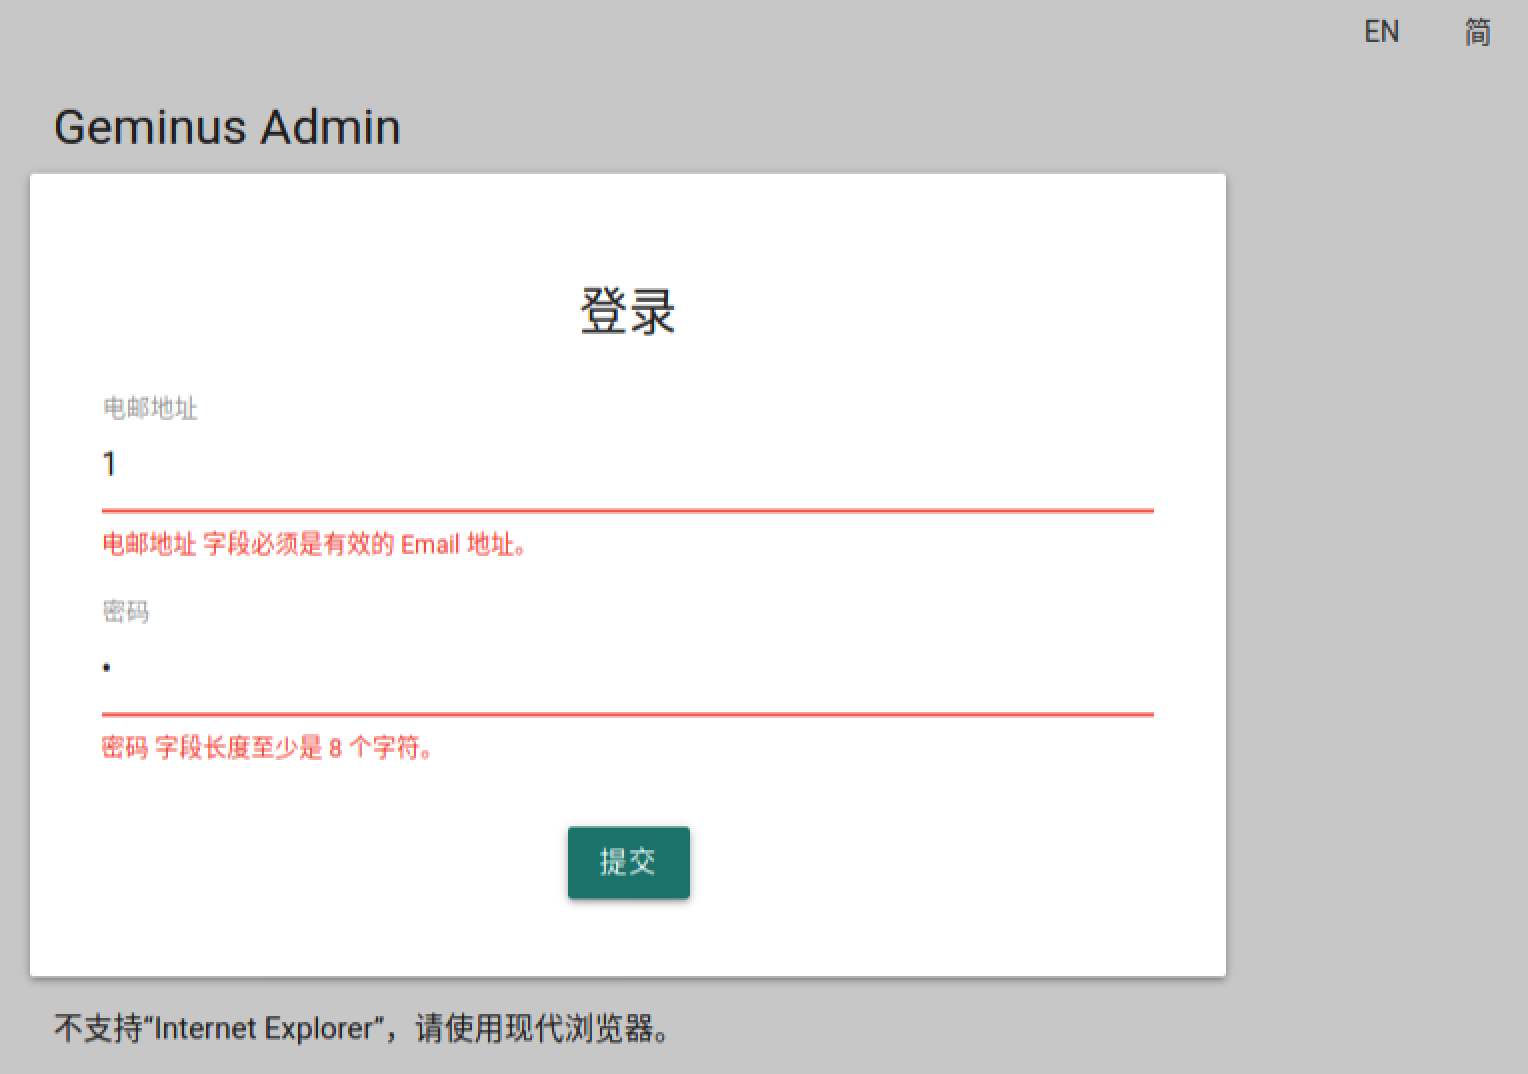 EN 简
Geminus Admin
登录
电邮地址
1
电邮地址 字段必须是有效的 Email 地址。
密码
•
密码 字段长度至少是 8 个字符。
提交
不支持“Internet Explorer”，请使用现代浏览器。